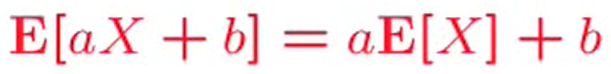 E[aX + b] = aE[X] + b